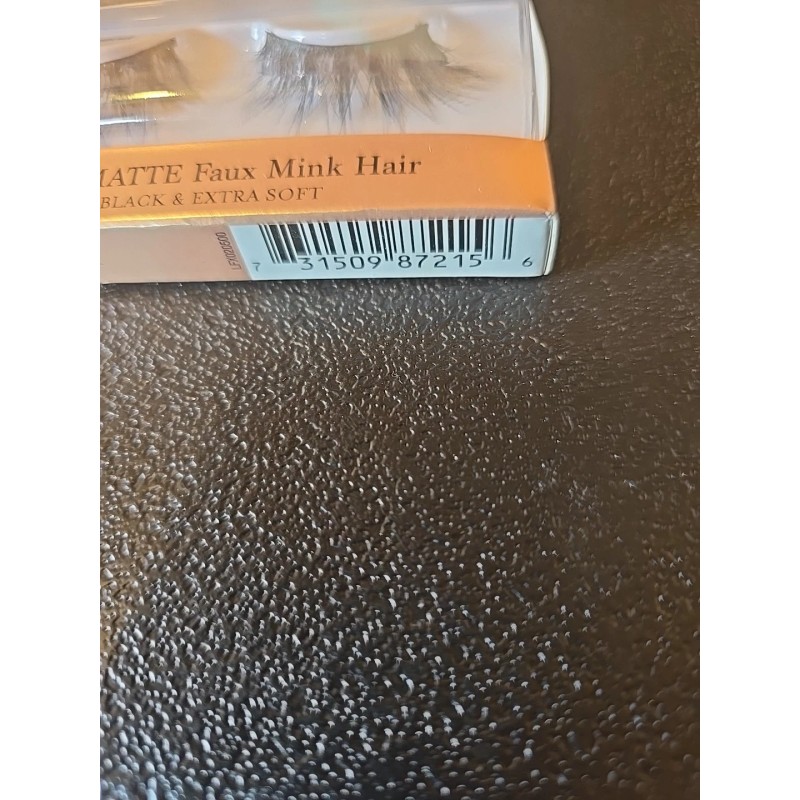 MATTE Faux Mink Hair
BLACK & EXTRA SOFT
7 31509 87215 6